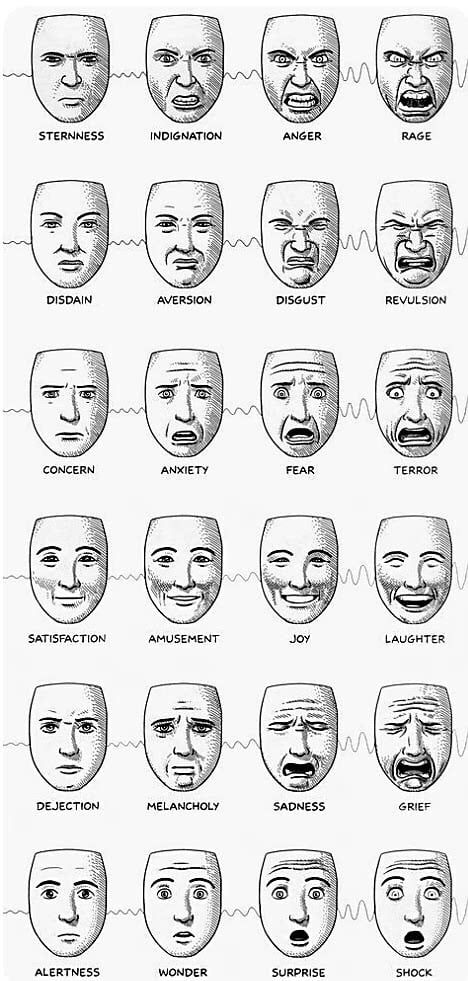 STERNNESS INDIGNATION ANGER RAGE
DISDAIN AVERSION DISGUST REVULSION
CONCERN ANXIETY FEAR TERROR
SATISFACTION AMUSEMENT JOY LAUGHTER
DEJECTION MELANCHOLY SADNESS GRIEF
ALERTNESS WONDER SURPRISE SHOCK